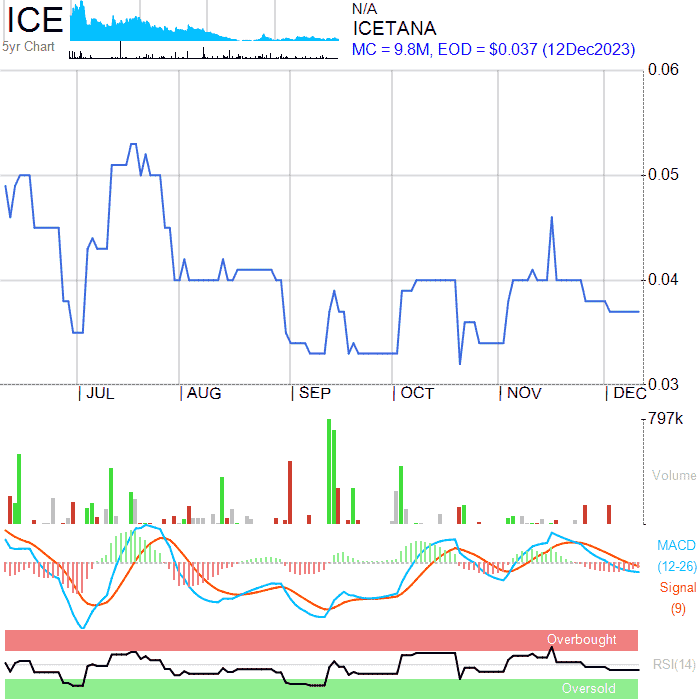 ICE
5yr Chart
N/A
ICETANA
MC = 9.8M, EOD = $0.037 (12Dec2023)
0.06
0.05
0.04
0.03
JUL
AUG
SEP
OCT
NOV
DEC
797k
Volume
MACD
(12-26)
Signal
(9)
Overbought
RSI(14)
Oversold